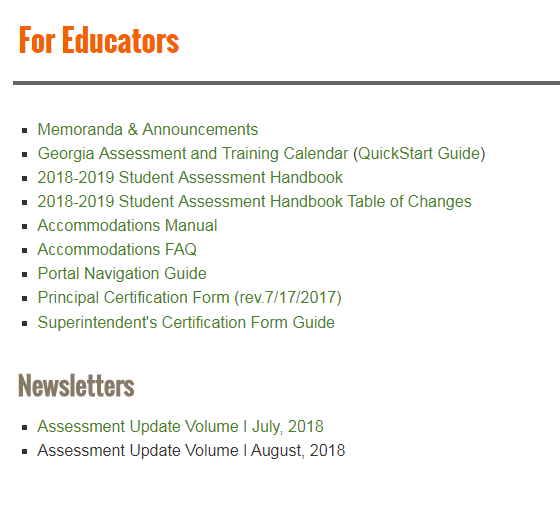 For Educators
Memoranda & Announcements
Georgia Assessment and Training Calendar (QuickStart Guide)
2018-2019 Student Assessment Handbook
2018-2019 Student Assessment Handbook Table of Changes
Accommodations Manual
Accommodations FAQ
Portal Navigation Guide
Principal Certification Form (rev.7/17/2017)
Superintendent's Certification Form Guide
Newsletters
Assessment Update Volume I July, 2018
Assessment Update Volume I August, 2018